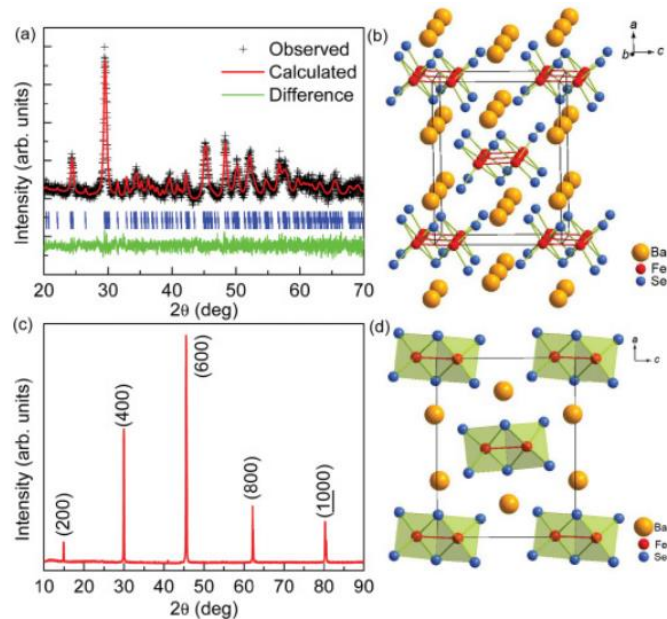 (a)
Observed
Calculated
Difference
Intensity (arb. units)
20 30 40 50 60 70
2θ (deg)
(b)
a
b
c
Ba
Fe
Se
(c)
(200)
(400)
(600)
(800)
(1000)
Intensity (arb. units)
10 20 30 40 50 60 70 80 90
2θ (deg)
(d)
a
c
Ba
Fe
Se